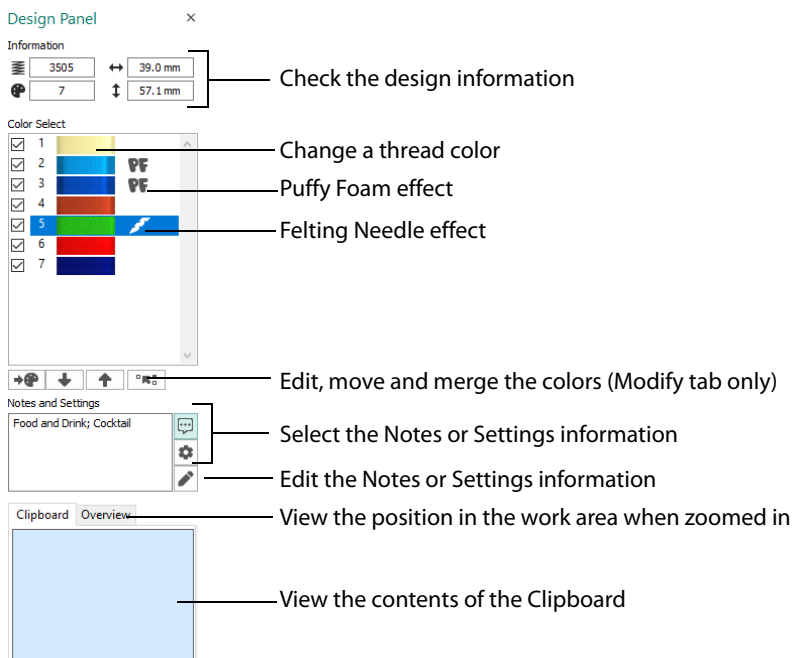 Design Panel ×
Information
3505 39.0 mm
7 57.1 mm
Check the design information
Color Select
1
Change a thread color
2 PF
3 PF
Puffy Foam effect
4
5
Felting Needle effect
6
7
Edit, move and merge the colors (Modify tab only)
Notes and Settings
Food and Drink; Cocktail
Select the Notes or Settings information
Edit the Notes or Settings information
Clipboard Overview
View the position in the work area when zoomed in
View the contents of the Clipboard